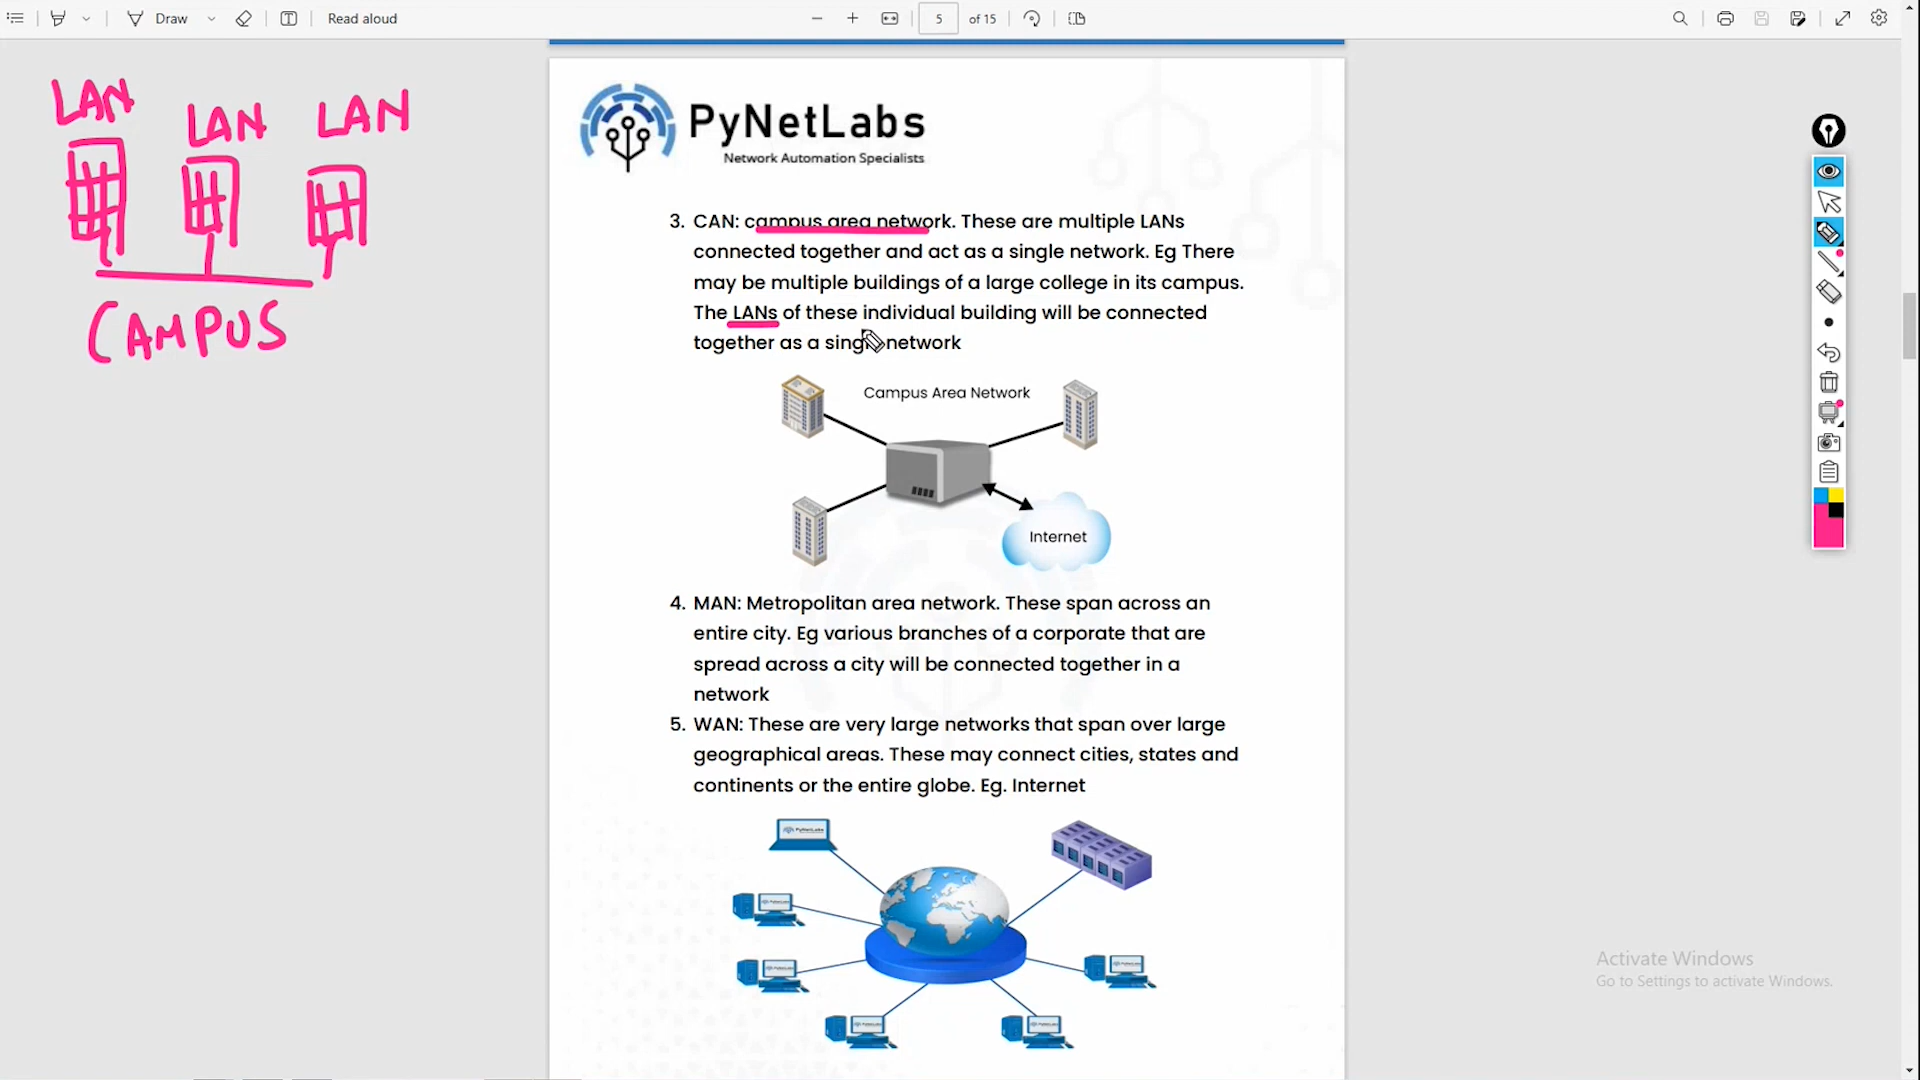 Draw
Read aloud
5
of 15
LAN
LAN
LAN
CAMPUS
PyNetLabs
Network Automation Specialists
3. CAN: campus area network. These are multiple LANs
connected together and act as a single network. Eg There
may be multiple buildings of a large college in its campus.
The LANs of these individual building will be connected
together as a single network
Campus Area Network
Internet
4. MAN: Metropolitan area network. These span across an
entire city. Eg various branches of a corporate that are
spread across a city will be connected together in a
network
5. WAN: These are very large networks that span over large
geographical areas. These may connect cities, states and
continents or the entire globe. Eg. Internet
PyNetLabs
PyNetLabs
PyNetLabs
PyNetLabs
PyNetLabs
PyNetLabs
Activate Windows
Go to Settings to activate Windows.